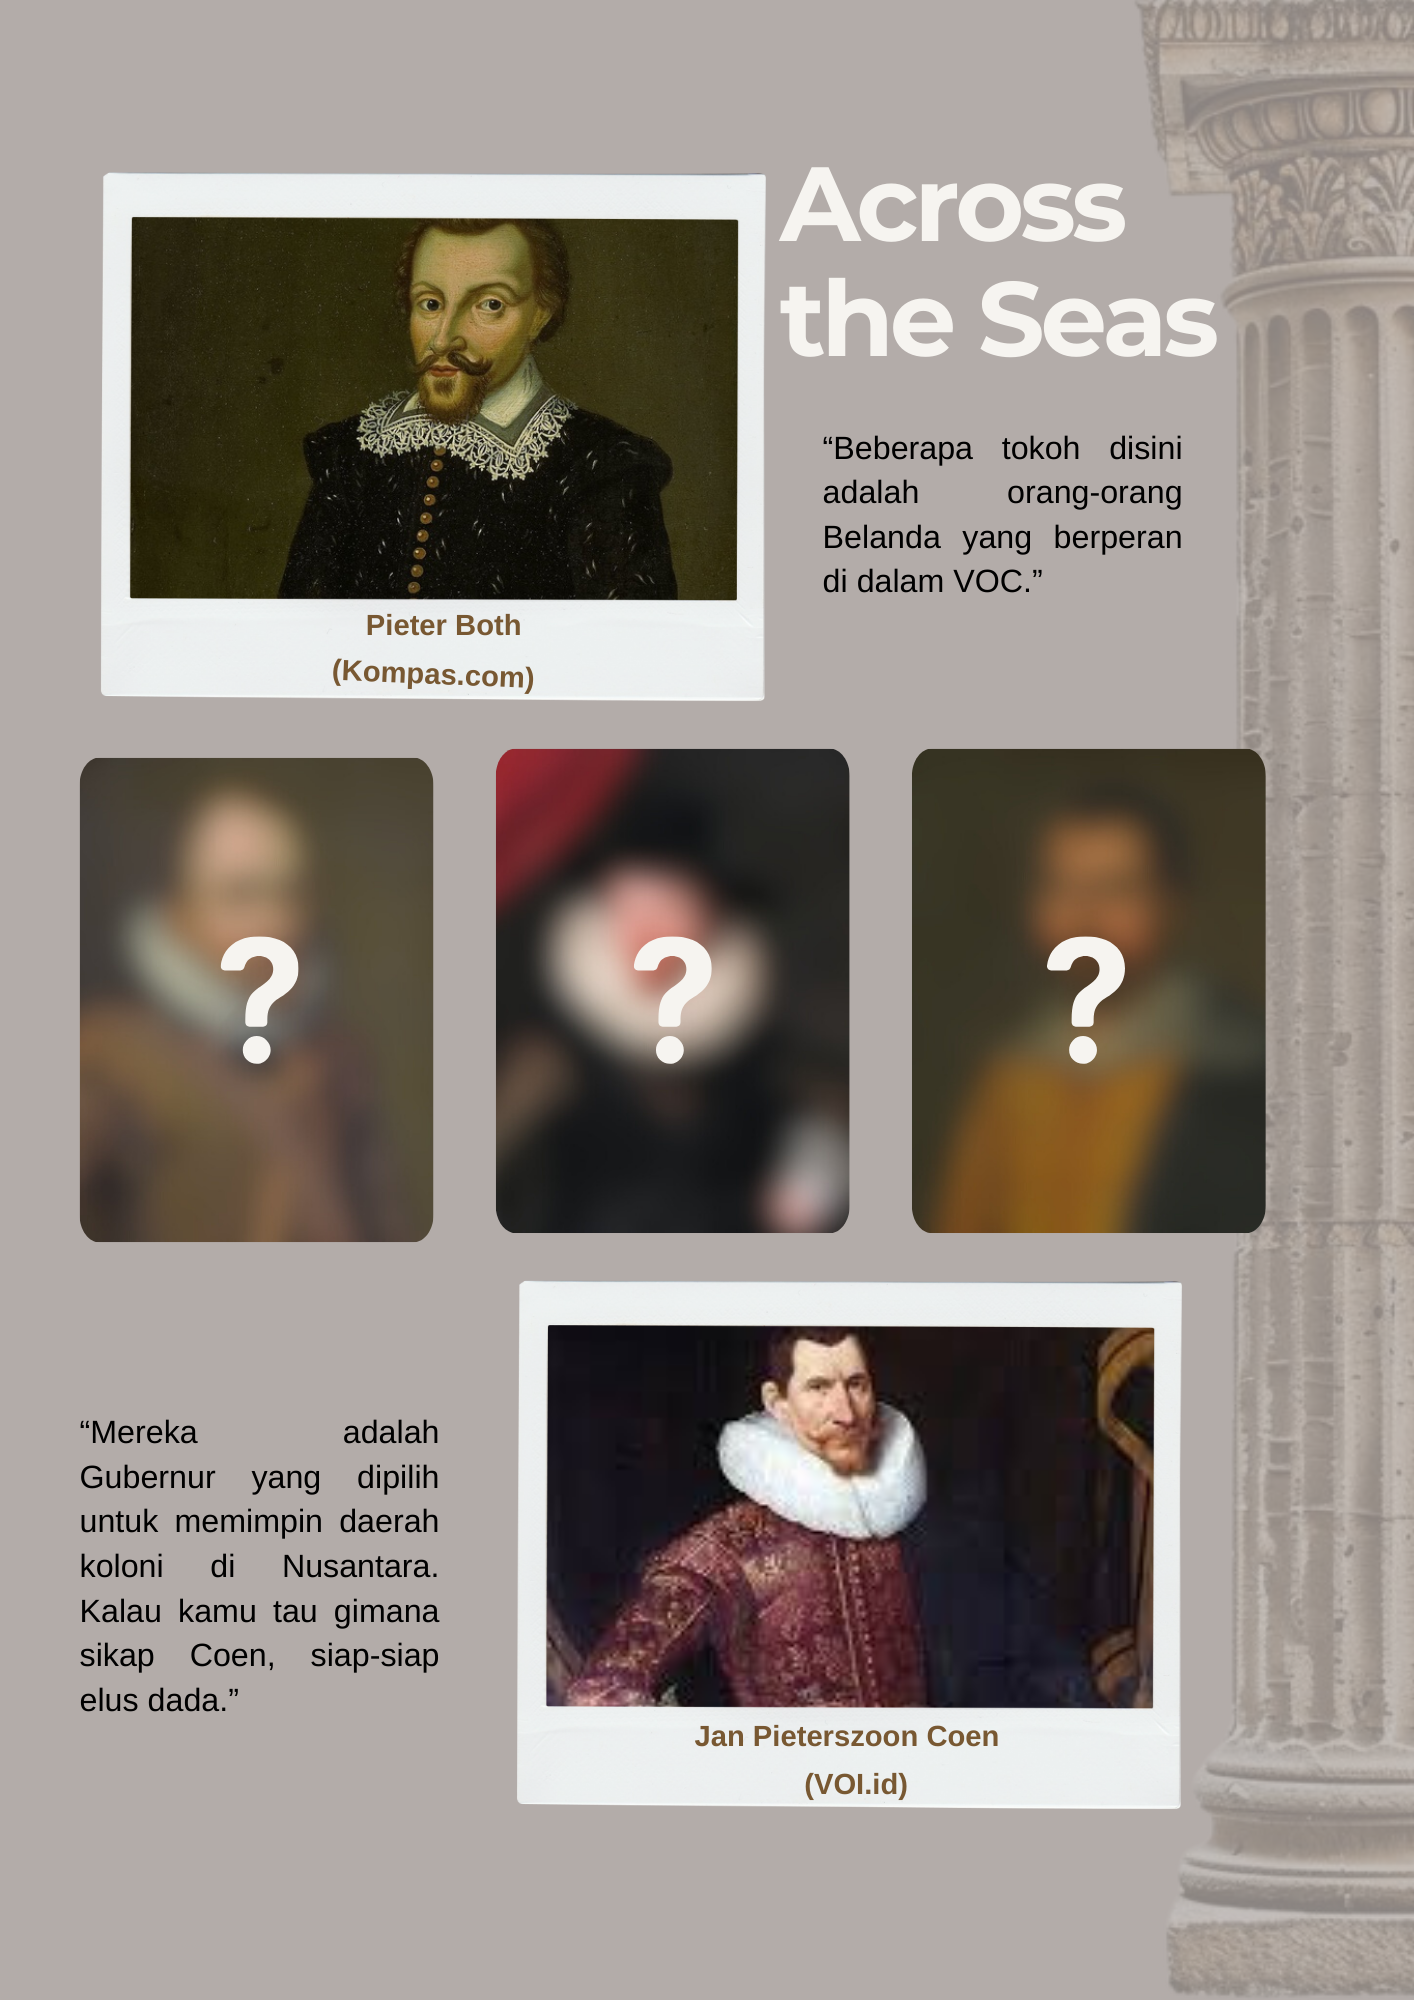 Across
the Seas
“Beberapa tokoh disini
adalah orang-orang
Belanda yang berperan
di dalam VOC.”
Pieter Both
(Kompas.com)
?
?
?
“Mereka adalah
Gubernur yang dipilih
untuk memimpin daerah
koloni di Nusantara.
Kalau kamu tau gimana
sikap Coen, siap-siap
elus dada.”
Jan Pieterszoon Coen
(VOI.id)